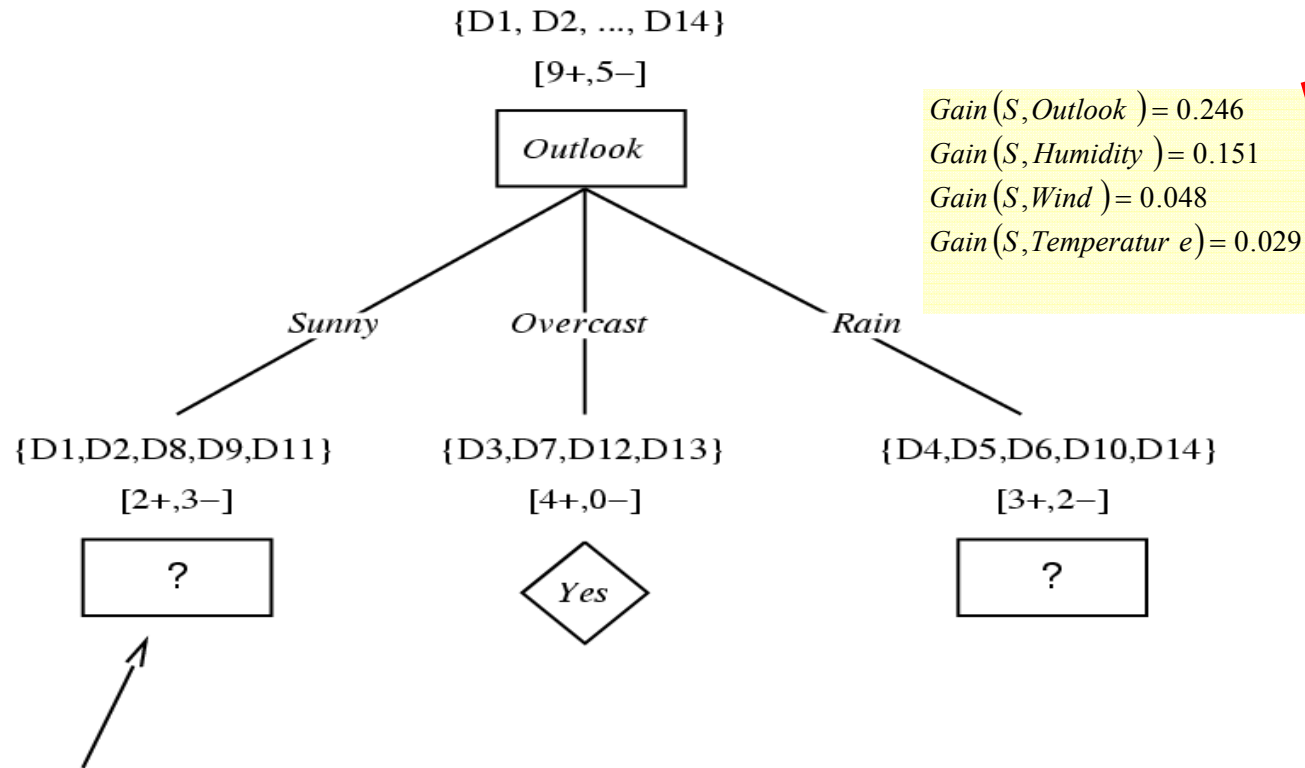 {D1, D2, ..., D14}
[9+,5−]
Outlook
Gain(S,Outlook )= 0.246
Gain(S,Humidity )= 0.151
Gain(S,Wind )= 0.048
Gain(S,Temperatur e)= 0.029
Sunny Overcast Rain
{D1,D2,D8,D9,D11} {D3,D7,D12,D13} {D4,D5,D6,D10,D14}
[2+,3−] [4+,0−] [3+,2−]
? Yes ?